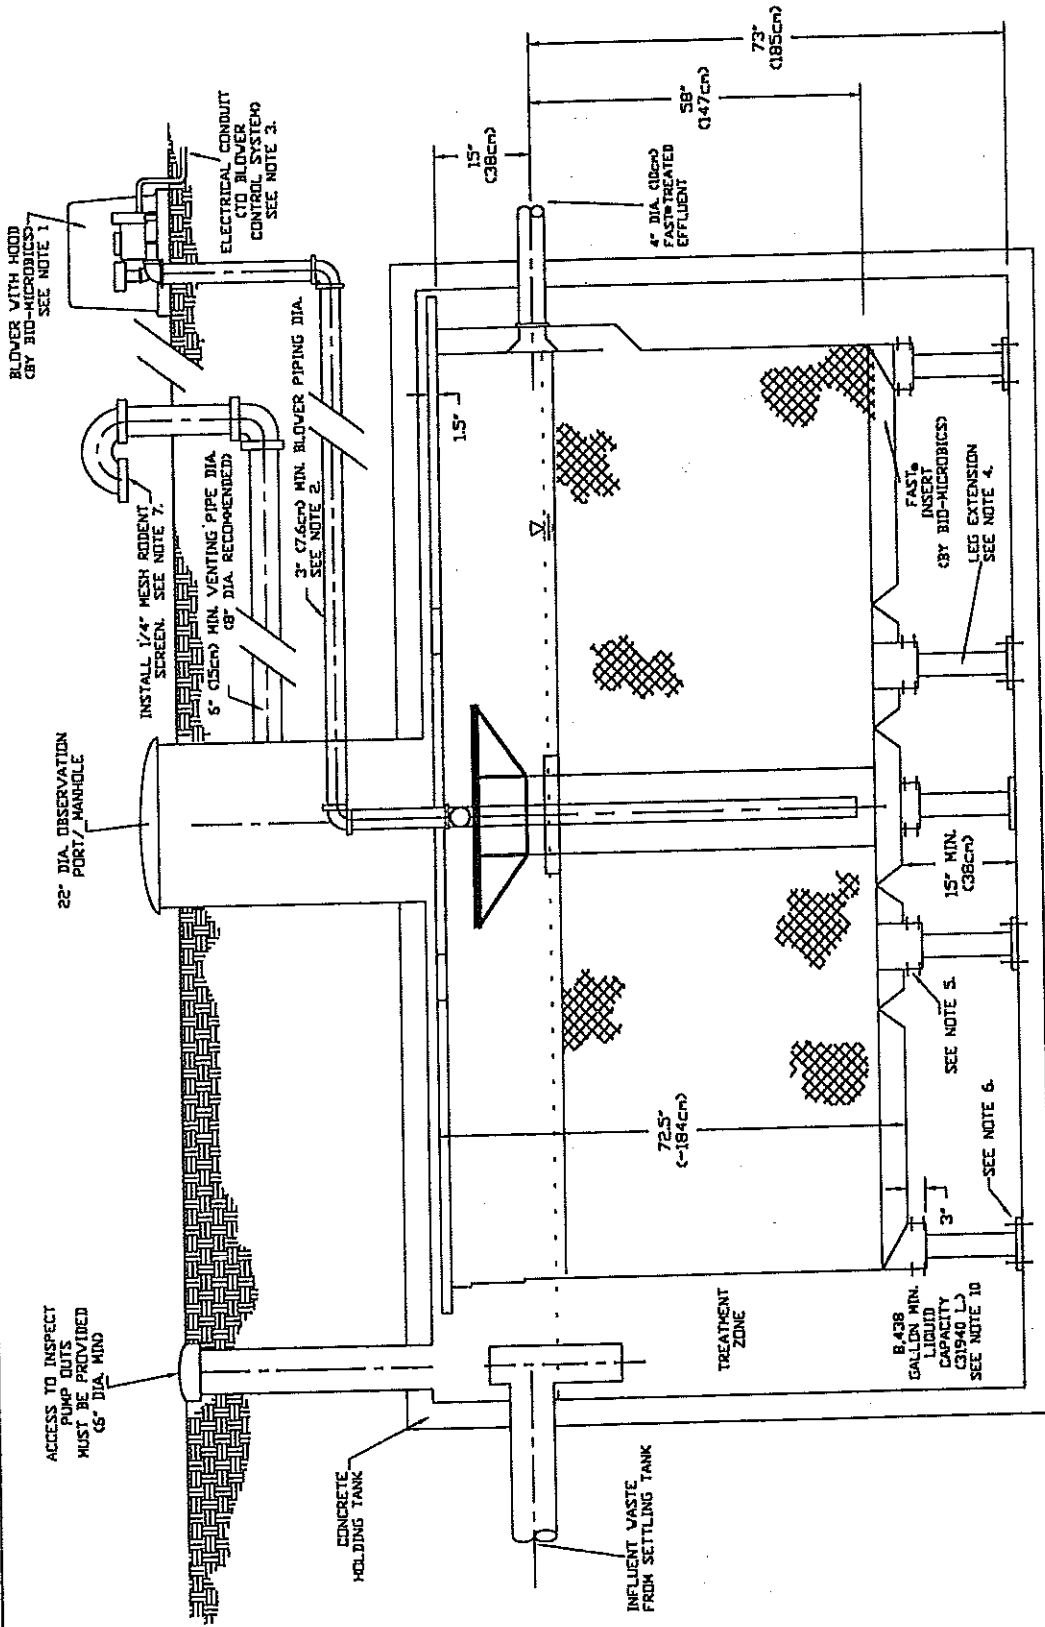 ACCESS TO INSPECT
PUMP OUTS
MUST BE PROVIDED
(6" DIA. MIN)
22" DIA. OBSERVATION
PORT/ MANHOLE
BLOWER WITH HOOD
(BY BIO-MICROBICS)
SEE NOTE 1
INSTALL 1/4" MESH RODENT
SCREEN. SEE NOTE 7.
6" (15cm) MIN. VENTING PIPE DIA.
(8" DIA. RECOMMENDED)
3" (7.6cm) MIN. BLOWER PIPING DIA.
SEE NOTE 2.
ELECTRICAL CONDUIT
(TO BLOWER
CONTROL SYSTEM)
SEE NOTE 3.
CONCRETE
HOLDING TANK
INFLUENT WASTE
FROM SETTLING TANK
1.5"
15"
(38cm)
4" DIA. (10cm)
FAST® TREATED
EFFLUENT
58"
(147cm)
73"
(185cm)
72.5"
(~184cm)
TREATMENT
ZONE
8,438
GALLON MIN.
LIQUID
CAPACITY
(31940 L)
SEE NOTE 10
3"
SEE NOTE 6.
SEE NOTE 5.
15" MIN.
(38cm)
FAST®
INSERT
(BY BIO-MICROBICS)
LEG EXTENSION
SEE NOTE 4.